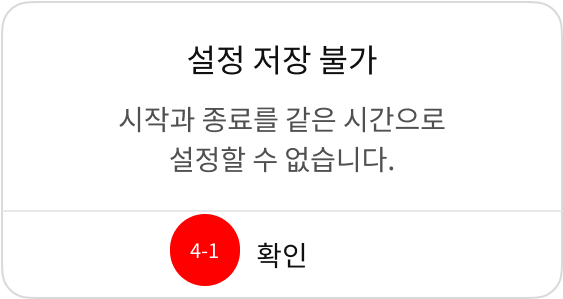 설정 저장 불가
시작과 종료를 같은 시간으로
설정할 수 없습니다.
4-1 확인